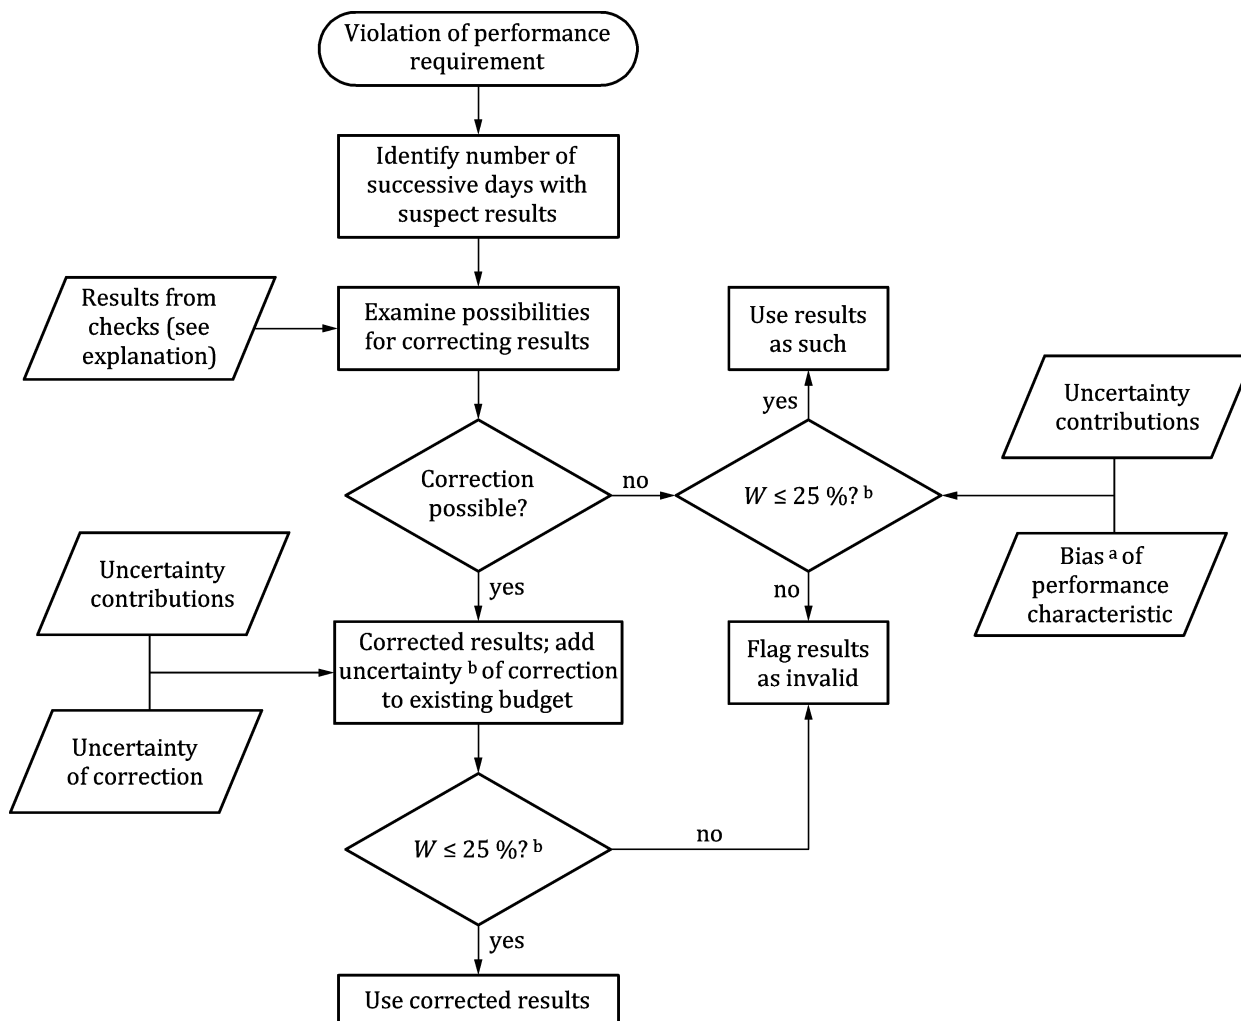 Violation of performance
requirement
Identify number of
successive days with
suspect results
Results from
checks (see
explanation)
Examine possibilities
for correcting results
Use results
as such
yes
Uncertainty
contributions
Correction
possible?
no
W ≤ 25 %? b
Bias a of
performance
characteristic
yes
no
Uncertainty
contributions
Corrected results; add
uncertainty b of correction
to existing budget
Flag results
as invalid
Uncertainty
of correction
W ≤ 25 %? b
no
yes
Use corrected results